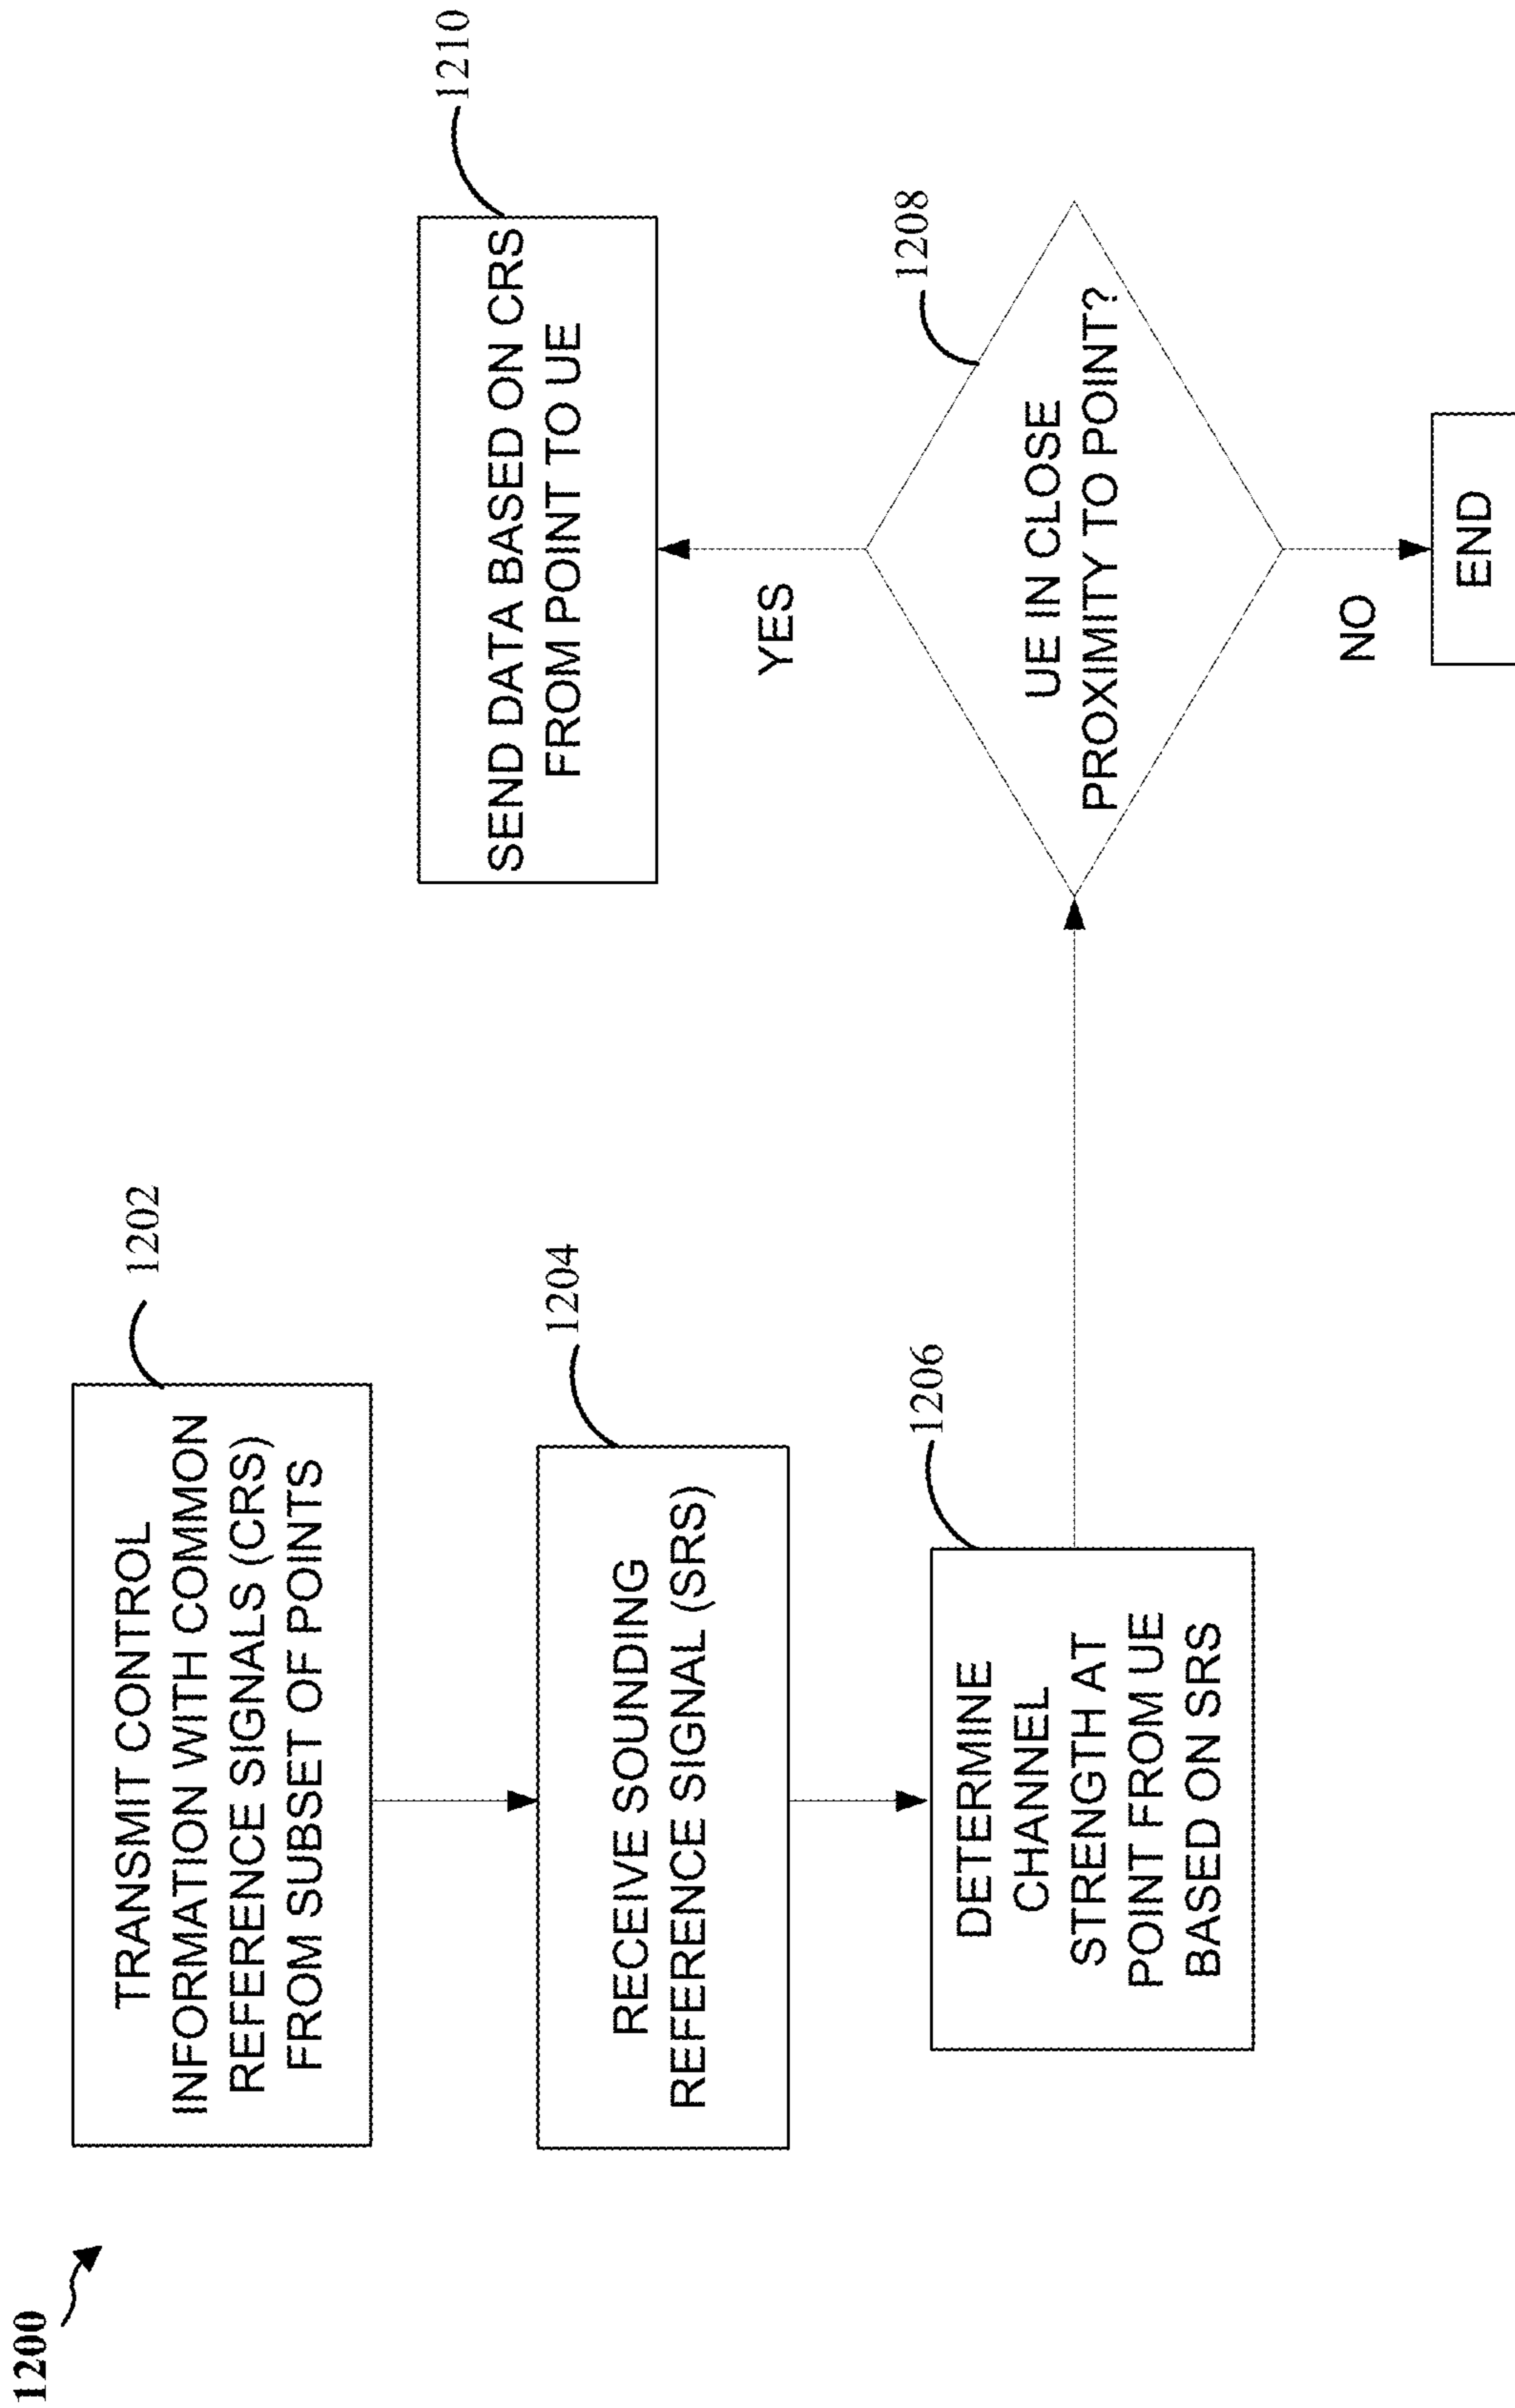 1200
TRANSMIT CONTROL
INFORMATION WITH COMMON
REFERENCE SIGNALS (CRS)
FROM SUBSET OF POINTS
1202
RECEIVE SOUNDING
REFERENCE SIGNAL (SRS)
1204
DETERMINE
CHANNEL
STRENGTH AT
POINT FROM UE
BASED ON SRS
1206
UE IN CLOSE
PROXIMITY TO POINT?
1208
YES
SEND DATA BASED ON CRS
FROM POINT TO UE
1210
NO
END